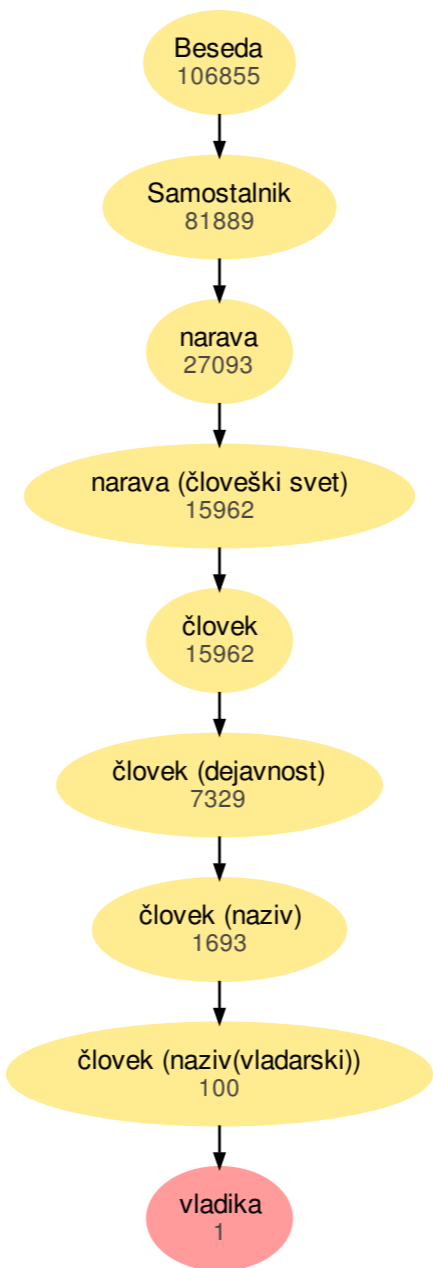 Beseda
106855
Samostalnik
81889
narava
27093
narava (človeški svet)
15962
človek
15962
človek (dejavnost)
7329
človek (naziv)
1693
človek (naziv(vladarski))
100
vladika
1